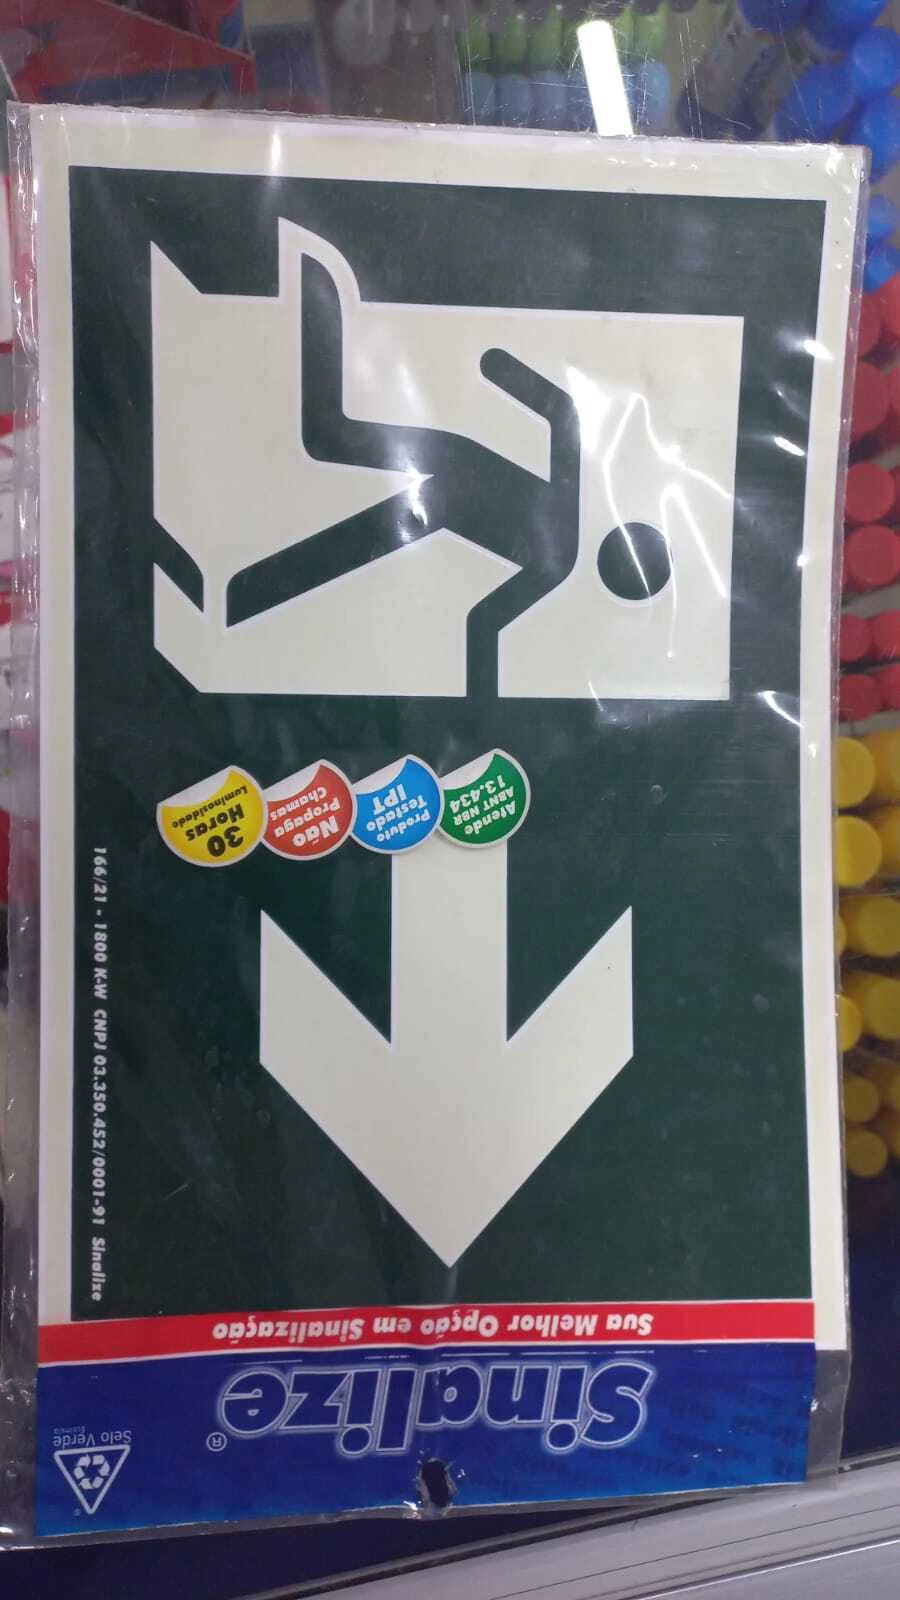 Sinalize®
Selo Verde
Sua Melhor Opção em Sinalização
Atende
ABNT NBR
13.434
Produto
Testado
IPT
Não
Propaga
Chamas
30
Horas
Luminosidade
166/21 - 1800 K-W CNPJ 03.350.452/0001-91 Sinalize